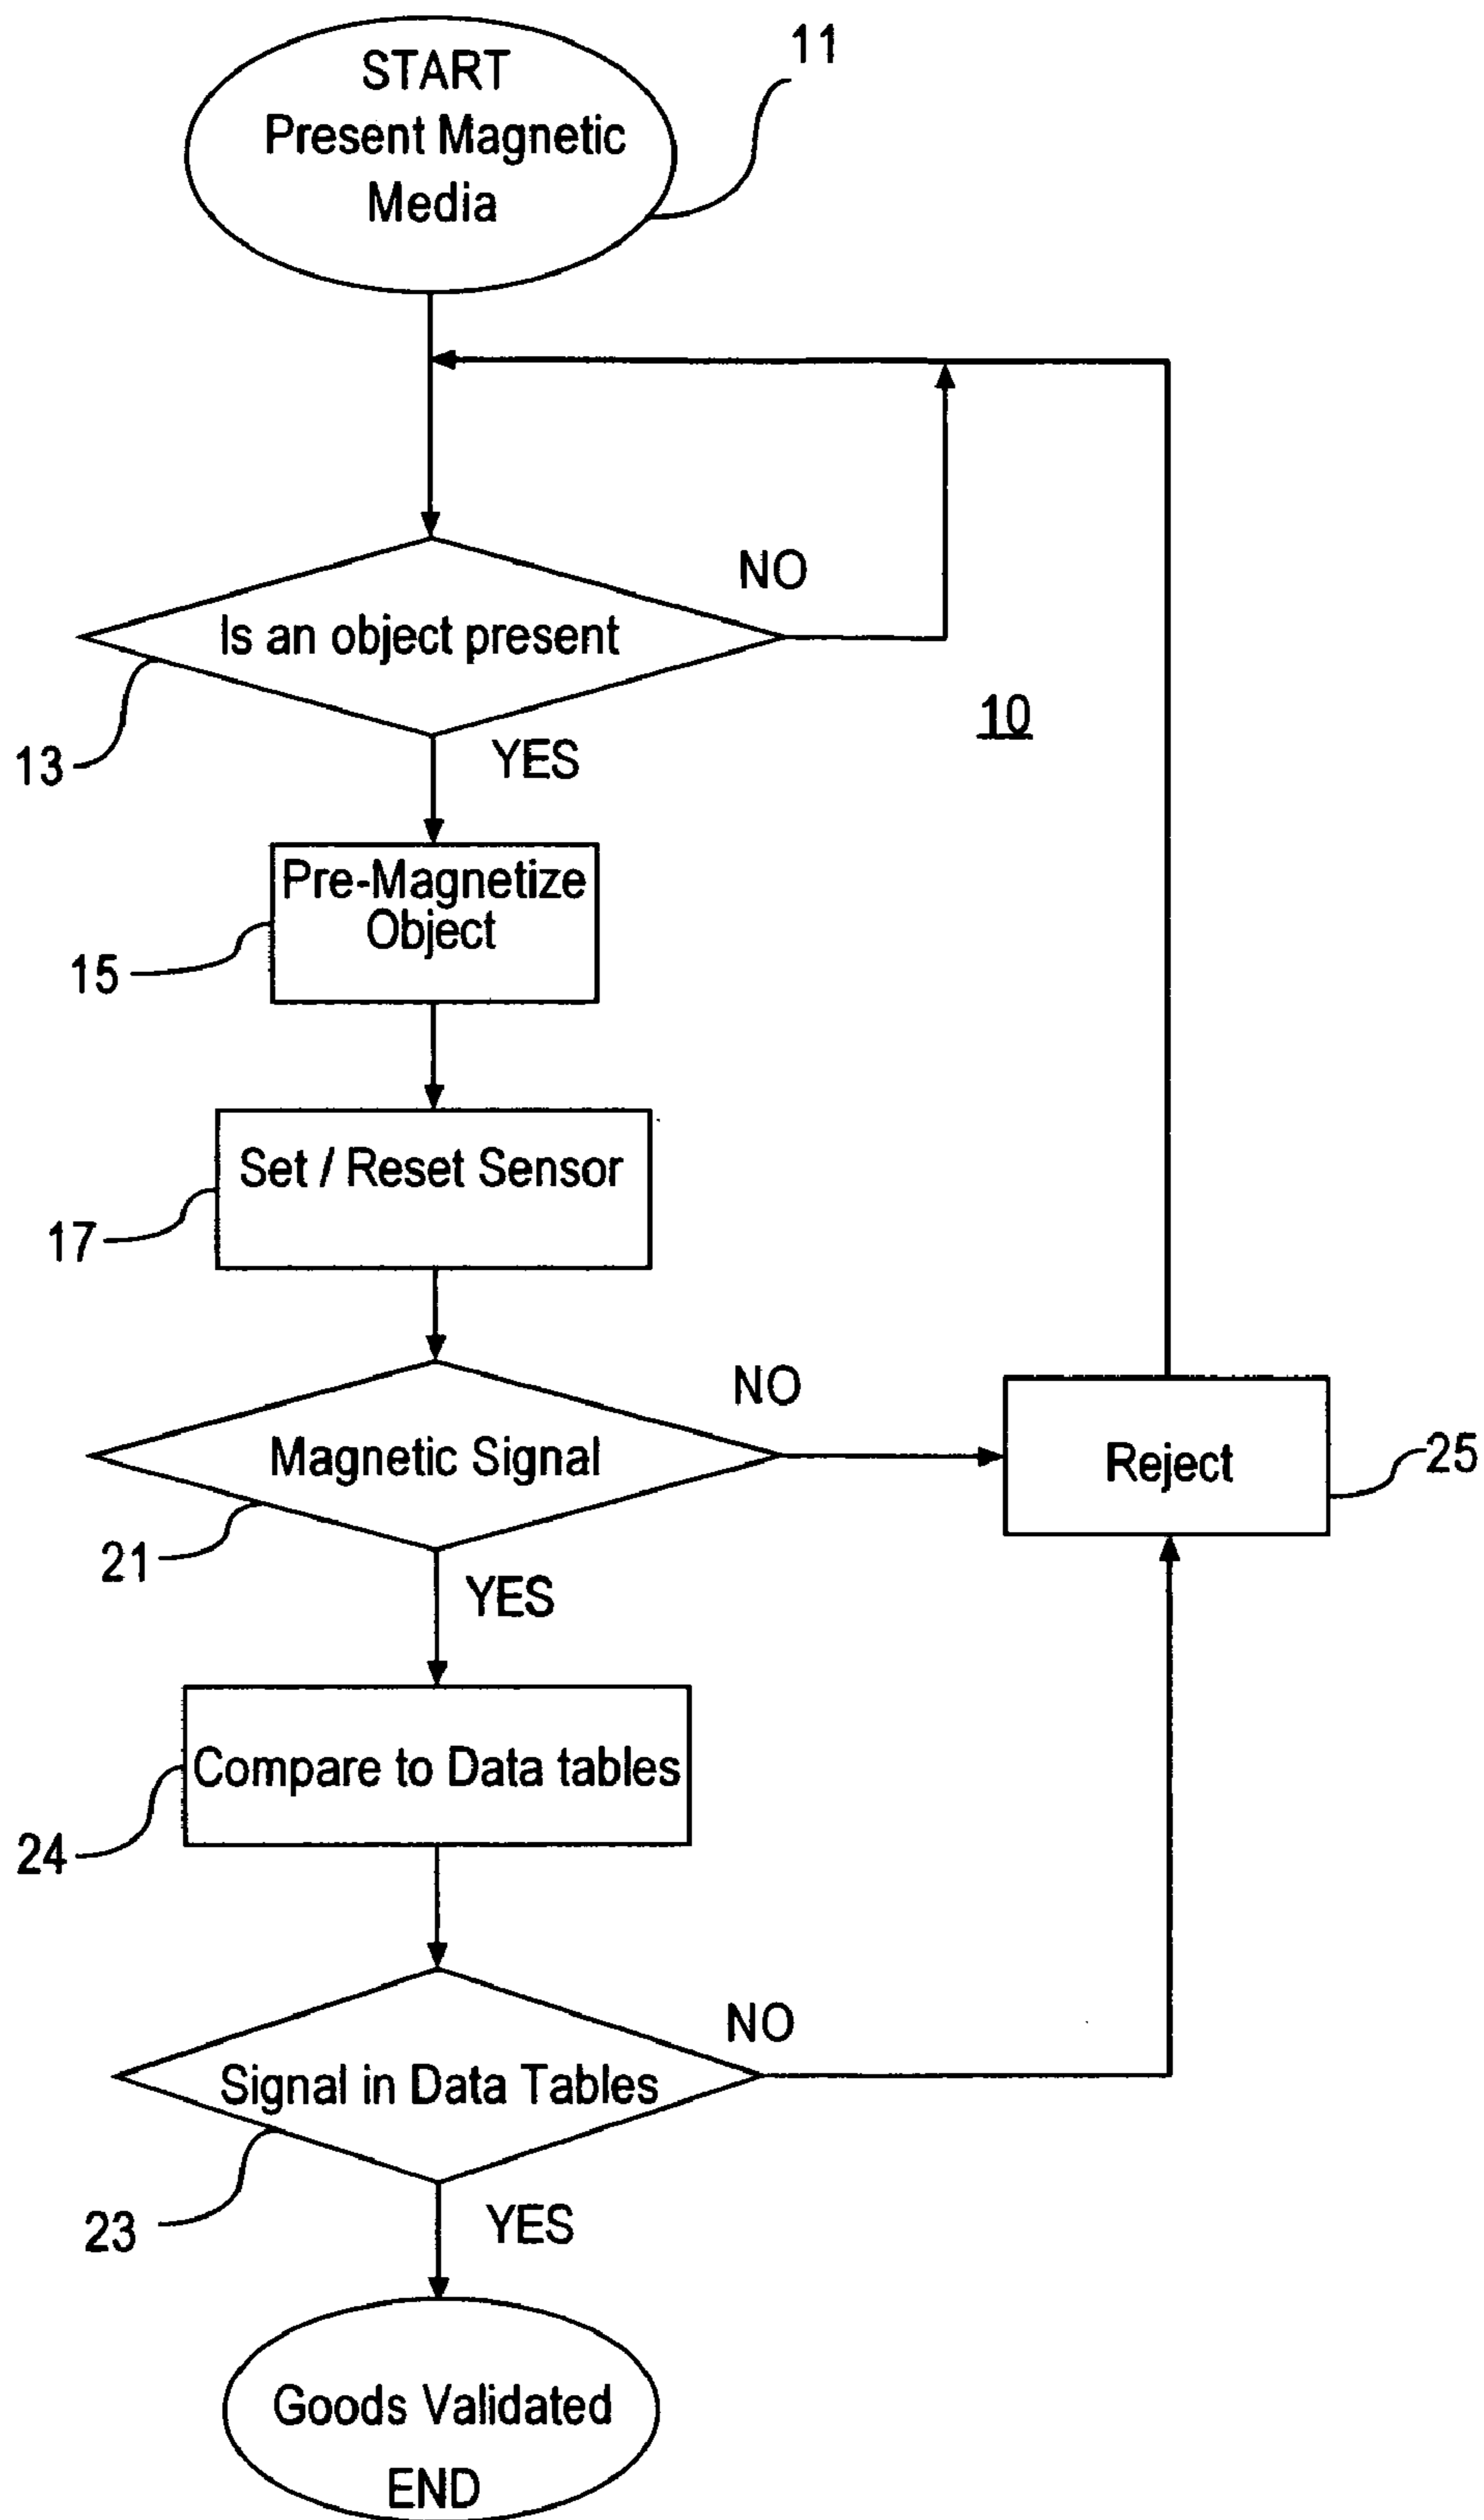 START
Present Magnetic
Media
11
Is an object present
NO
13
YES
10
Pre-Magnetize
Object
15
Set / Reset Sensor
17
Magnetic Signal
NO
21
YES
Reject
25
Compare to Data tables
24
Signal in Data Tables
NO
23
YES
Goods Validated
END